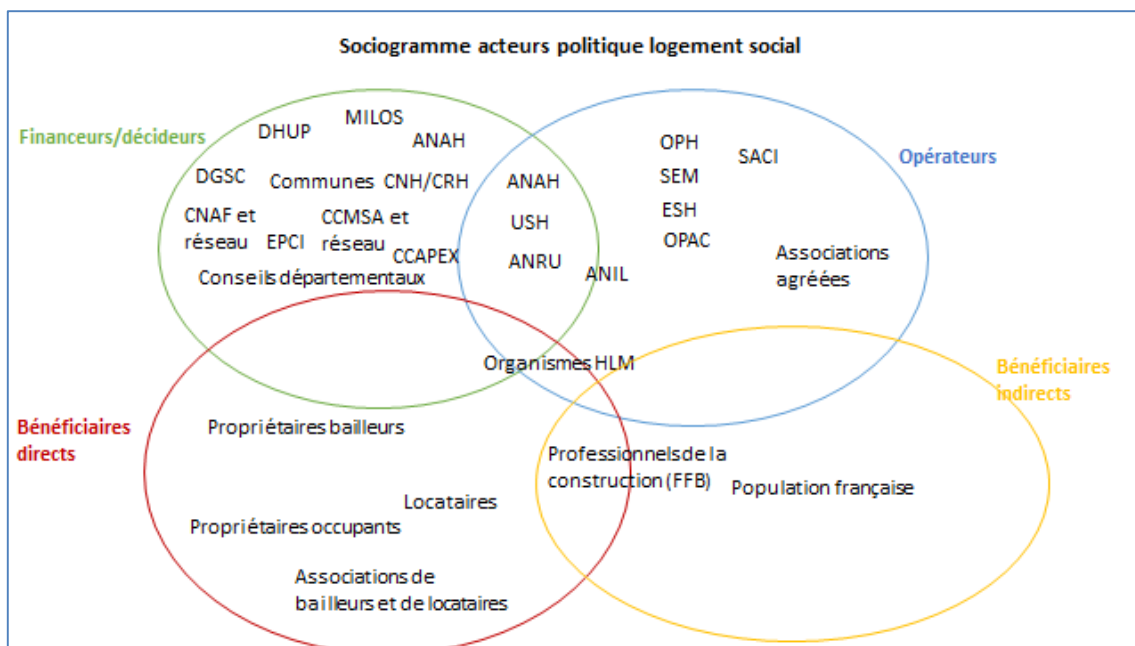 Sociogramme acteurs politique logement social
Financeurs/décideurs
DHUP
MILOS
ANAH
DGSC
Communes
CNH/CRH
CNAF et
réseau
EPCI
CCMSA et
réseau
CCAPEX
Conseils départementaux
ANAH
USH
ANRU
ANIL
OPH
SACI
SEM
ESH
OPAC
Associations
agréées
Opérateurs
Organismes HLM
Bénéficiaires
indirects
Bénéficiaires
directs
Propriétaires bailleurs
Locataires
Propriétaires occupants
Associations de
bailleurs et de locataires
Professionnels de la
construction (FFB)
Population française